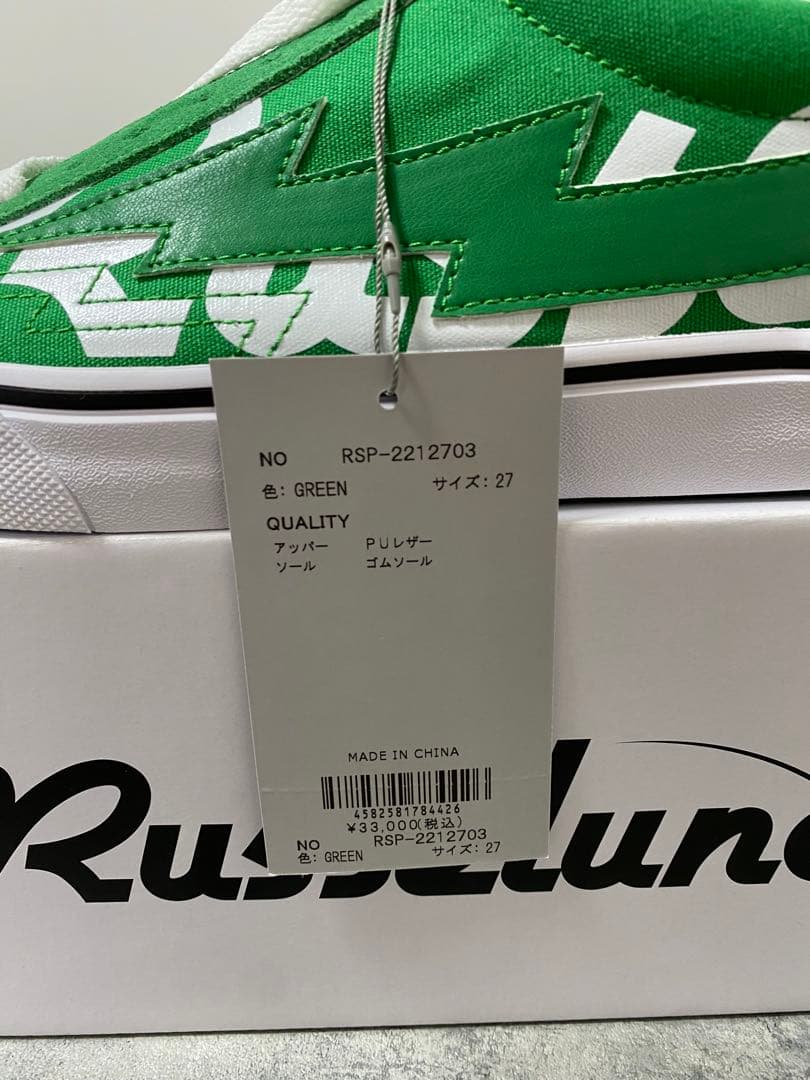 NO RSP-2212703
色: GREEN サイズ: 27
QUALITY
アッパー PUレザー
ソール ゴムソール
MADE IN CHINA
4582581784426
¥33,000(税込)
NO RSP-2212703
色: GREEN サイズ: 27